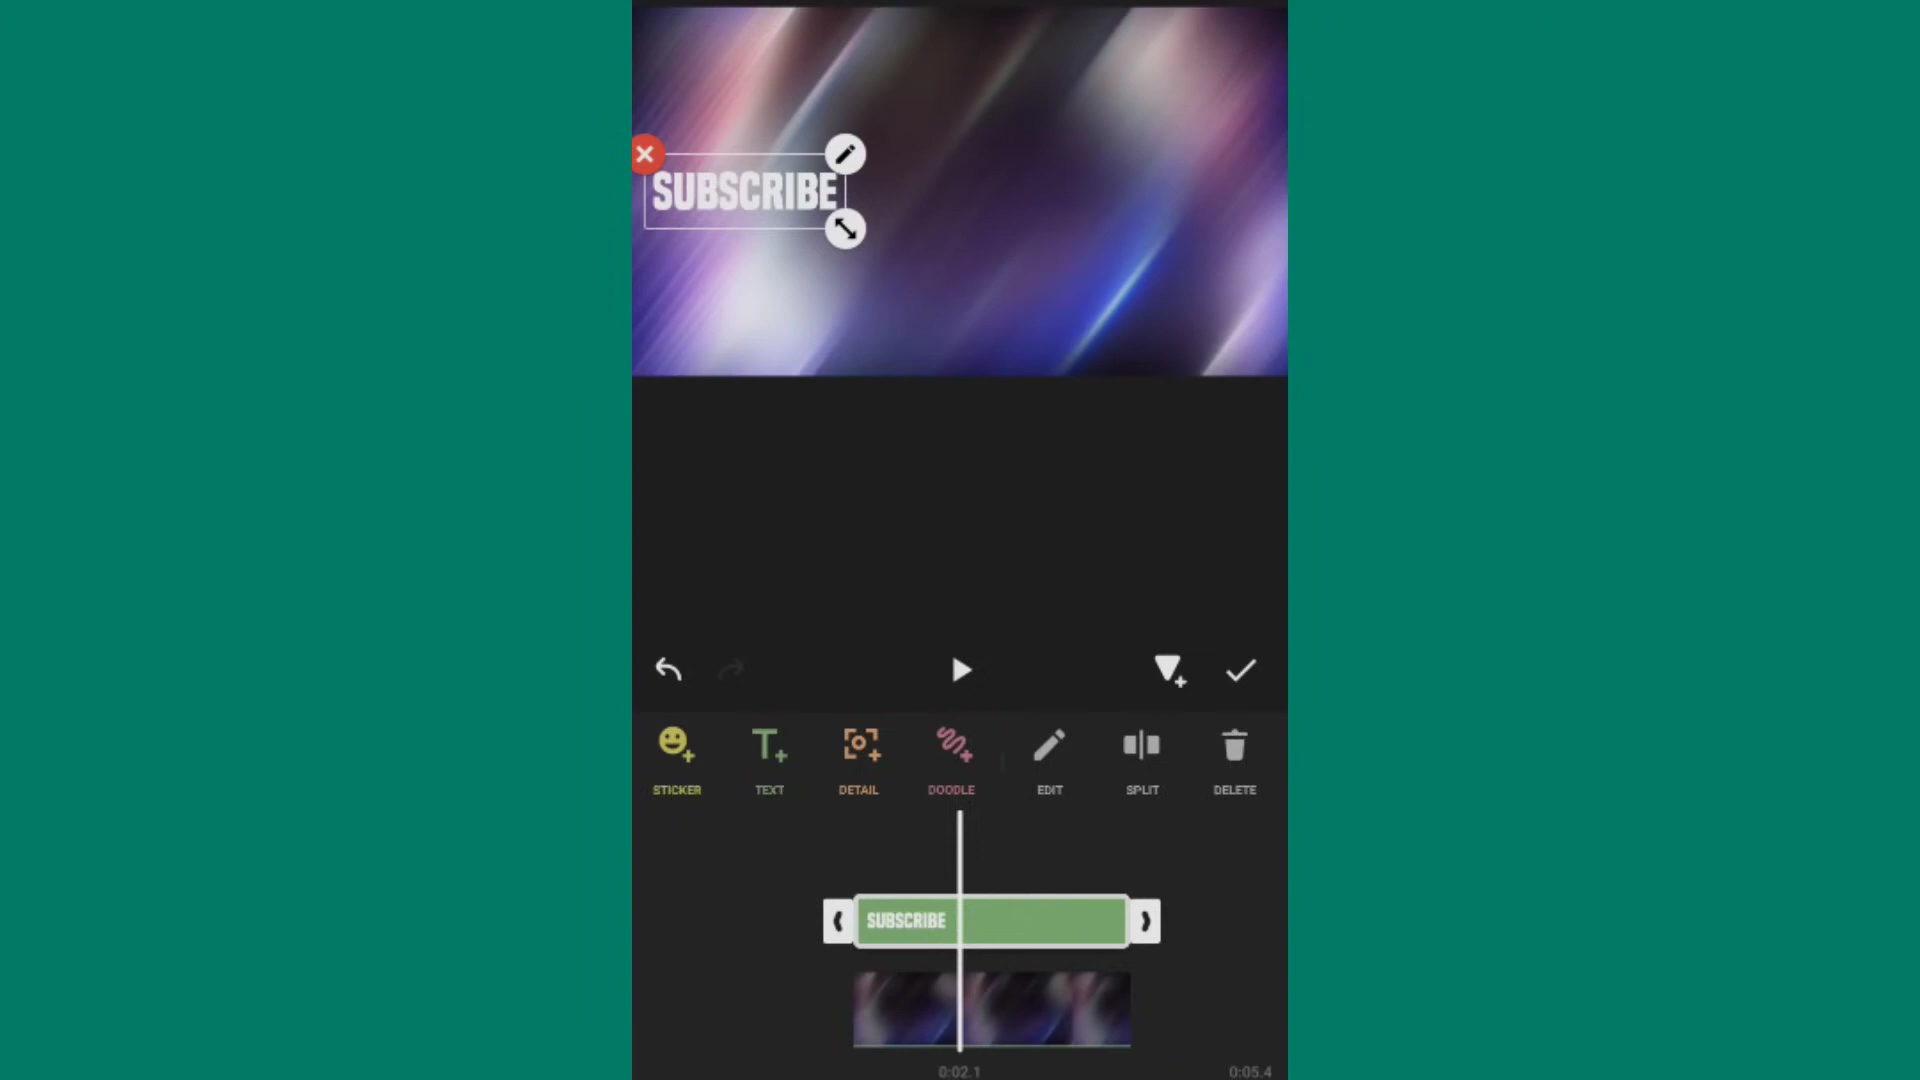 SUBSCRIBE
STICKER TEXT DETAIL DOODLE EDIT SPLIT DELETE
SUBSCRIBE
0:02.1 0:05.4